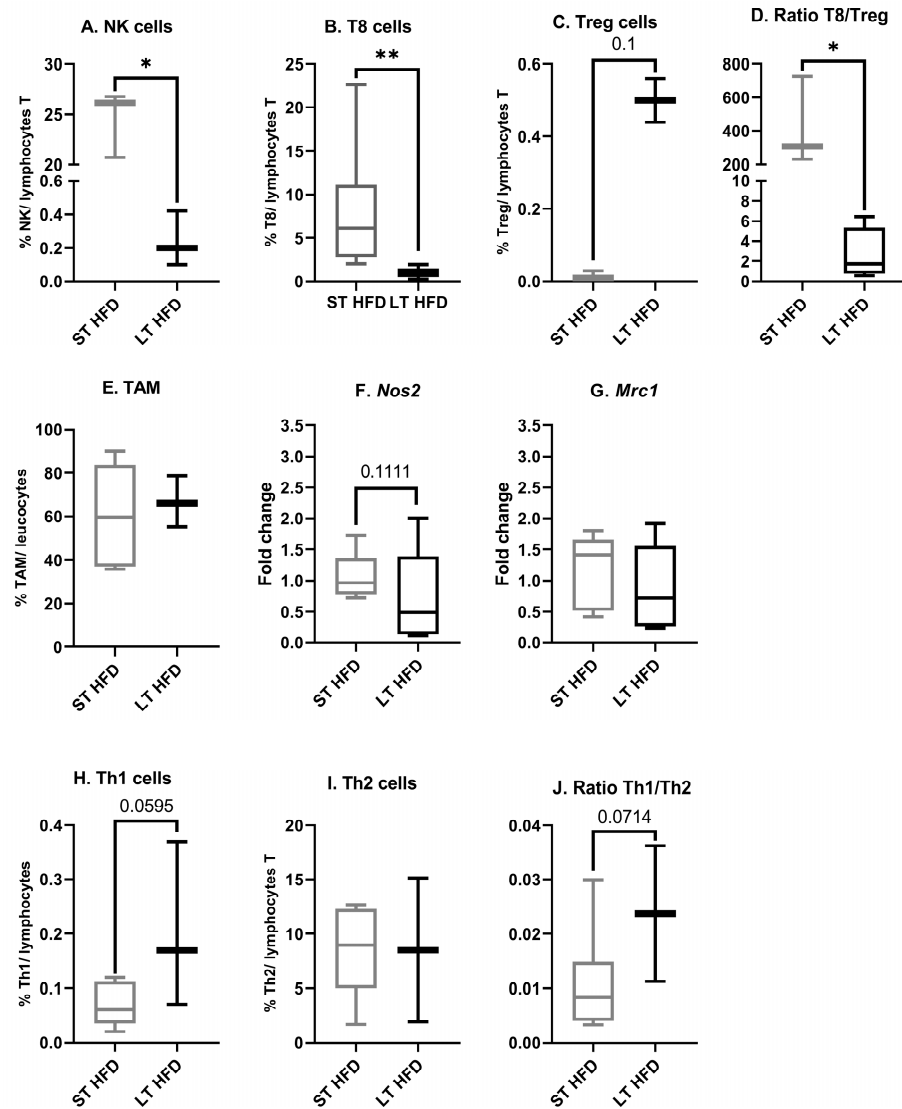 A. NK cells
*
30
25
20
0.6
0.4
0.2
0.0
% NK/ lymphocytes T
ST HFD
LT HFD
B. T8 cells
**
25
20
15
10
5
0
% T8/ lymphocytes T
ST HFD LT HFD
C. Treg cells
0.1
0.6
0.4
0.2
0.0
% Treg/ lymphocytes T
ST HFD
LT HFD
D. Ratio T8/Treg
*
800
600
400
200
10
8
6
4
2
0
ST HFD
LT HFD
E. TAM
100
80
60
40
20
0
% TAM/ leucocytes
ST HFD
LT HFD
F. Nos2
0.1111
3.5
3.0
2.5
2.0
1.5
1.0
0.5
0.0
Fold change
ST HFD
LT HFD
G. Mrc1
3.5
3.0
2.5
2.0
1.5
1.0
0.5
0.0
Fold change
ST HFD
LT HFD
H. Th1 cells
0.0595
0.4
0.3
0.2
0.1
0.0
% Th1/ lymphocytes
ST HFD
LT HFD
I. Th2 cells
20
15
10
5
0
% Th2/ lymphocytes T
ST HFD
LT HFD
J. Ratio Th1/Th2
0.0714
0.04
0.03
0.02
0.01
0.00
ST HFD
LT HFD